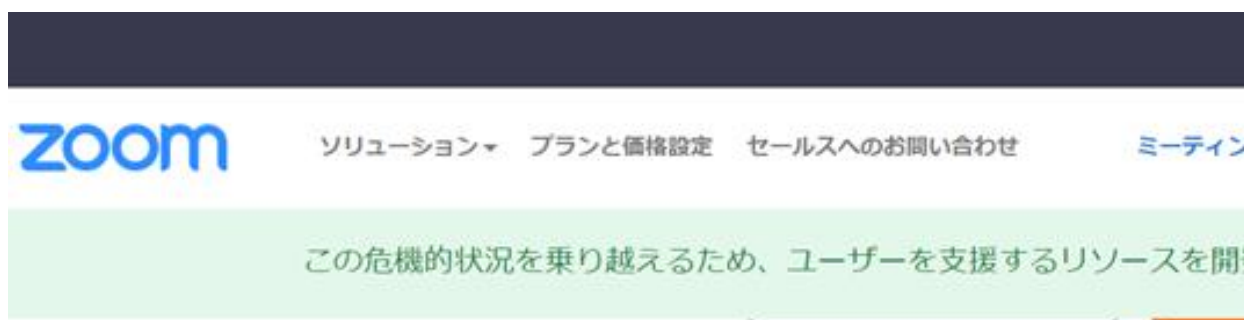 zoom ソリューション プランと価格設定 セールスへのお問い合わせ ミーティン
この危機的状況を乗り越えるため、ユーザーを支援するリソースを開